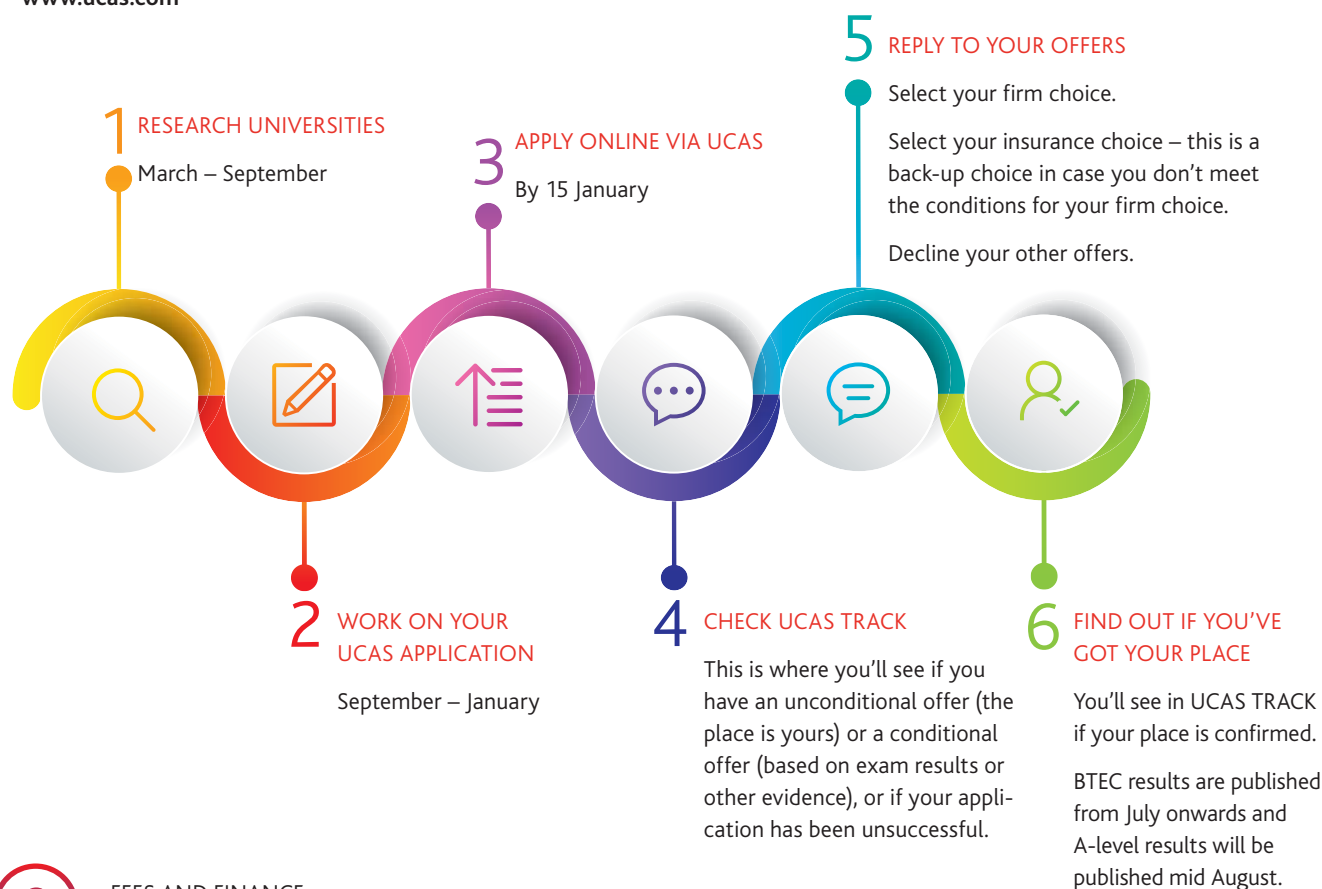 www.ucas.com
1 RESEARCH UNIVERSITIES
March – September
2 WORK ON YOUR
UCAS APPLICATION
September – January
3 APPLY ONLINE VIA UCAS
By 15 January
4 CHECK UCAS TRACK
This is where you’ll see if you
have an unconditional offer (the
place is yours) or a conditional
offer (based on exam results or
other evidence), or if your appli-
cation has been unsuccessful.
5 REPLY TO YOUR OFFERS
Select your firm choice.
Select your insurance choice – this is a
back-up choice in case you don’t meet
the conditions for your firm choice.
Decline your other offers.
6 FIND OUT IF YOU’VE
GOT YOUR PLACE
You’ll see in UCAS TRACK
if your place is confirmed.
BTEC results are published
from July onwards and
A-level results will be
published mid August.
FEES AND FINANCE